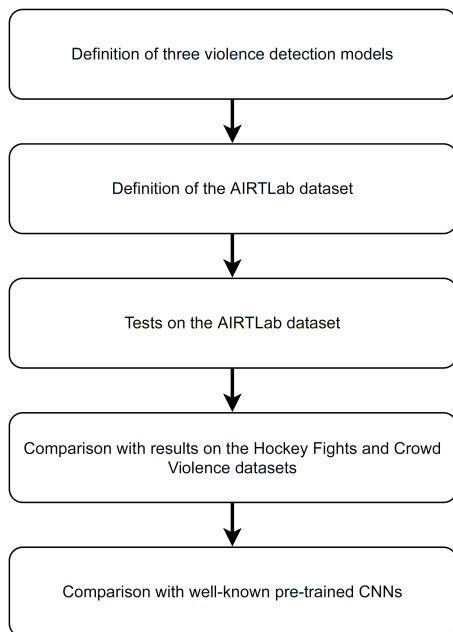 Definition of three violence detection models
Definition of the AIRTLab dataset
Tests on the AIRTLab dataset
Comparison with results on the Hockey Fights and Crowd
Violence datasets
Comparison with well-known pre-trained CNNs